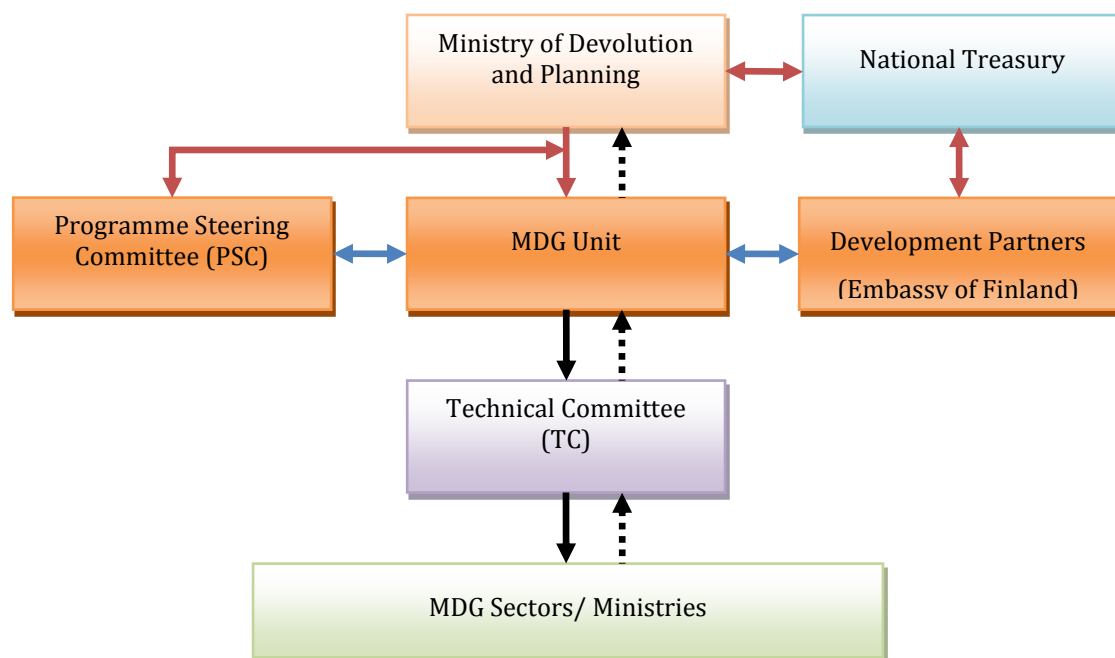 Ministry of Devolution
and Planning
National Treasury
Programme Steering
Committee (PSC)
MDG Unit
Development Partners
(Embassy of Finland)
Technical Committee
(TC)
MDG Sectors/ Ministries